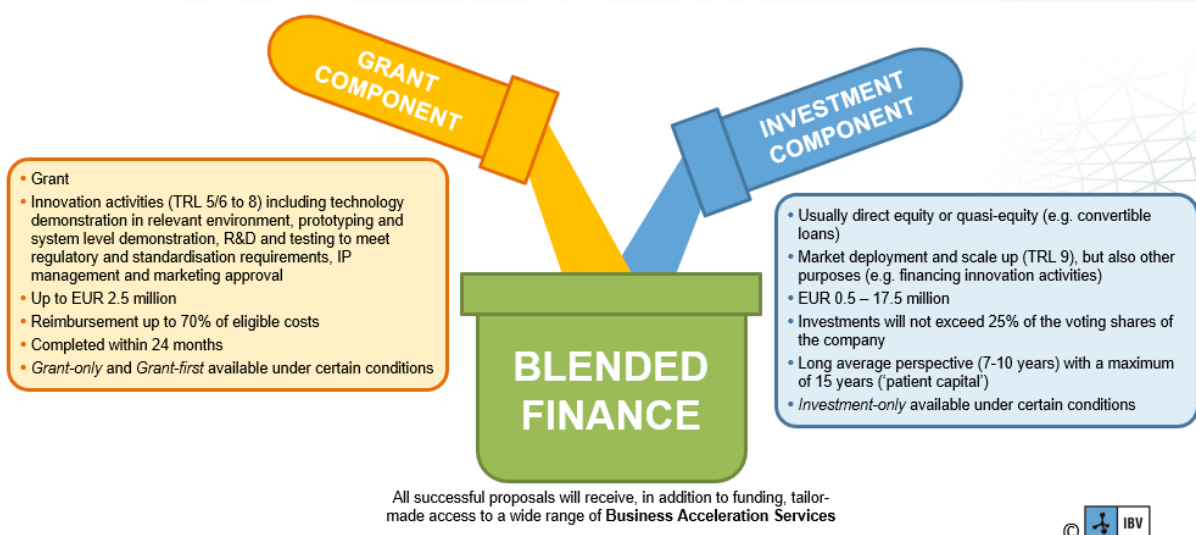 GRANT
COMPONENT
INVESTMENT
COMPONENT
• Grant
• Innovation activities (TRL 5/6 to 8) including technology
demonstration in relevant environment, prototyping and
system level demonstration, R&D and testing to meet
regulatory and standardisation requirements, IP
management and marketing approval
• Up to EUR 2.5 million
• Reimbursement up to 70% of eligible costs
• Completed within 24 months
• Grant-only and Grant-first available under certain conditions
• Usually direct equity or quasi-equity (e.g. convertible
loans)
• Market deployment and scale up (TRL 9), but also other
purposes (e.g. financing innovation activities)
• EUR 0.5 – 17.5 million
• Investments will not exceed 25% of the voting shares of
the company
• Long average perspective (7-10 years) with a maximum
of 15 years (‘patient capital’)
• Investment-only available under certain conditions
BLENDED
FINANCE
All successful proposals will receive, in addition to funding, tailor-
made access to a wide range of Business Acceleration Services
© IBV